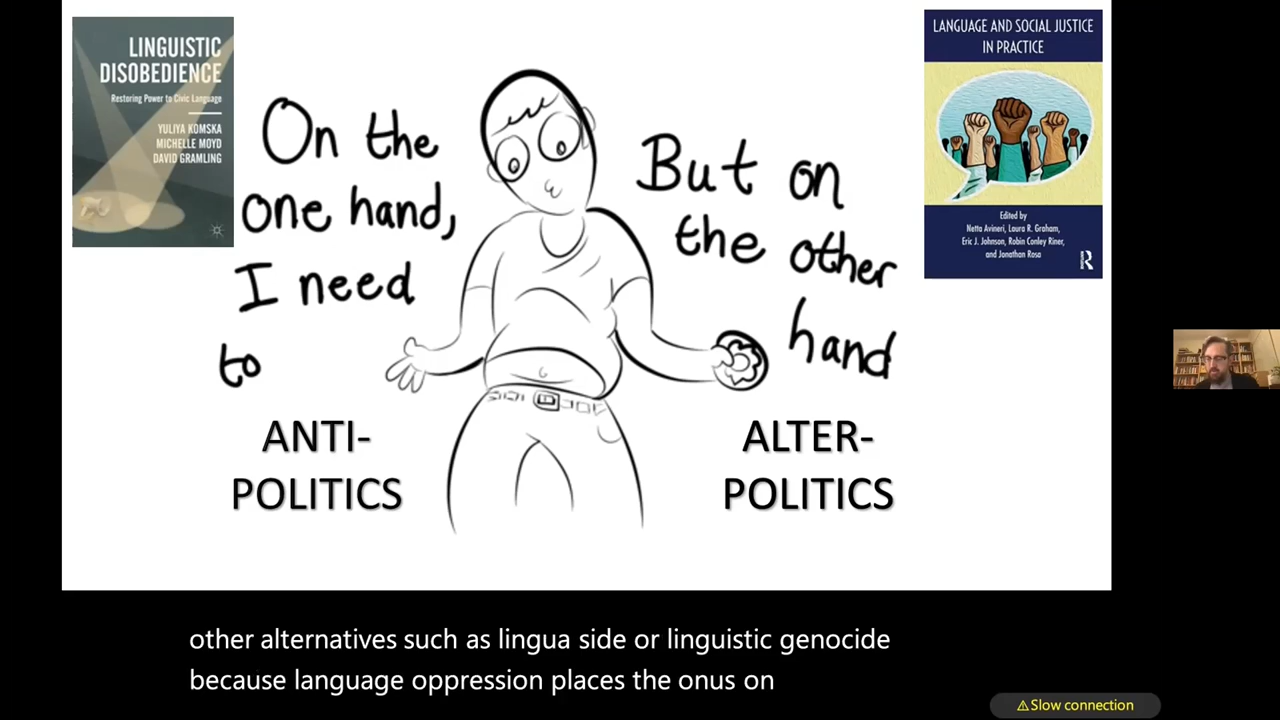 LINGUISTIC
DISOBEDIENCE
Restoring Power to Civic Language
YULIYA KOMSKA
MICHELLE MOYD
DAVID GRAMLING
On the
one hand,
I need
to
ANTI-
POLITICS
But on
the other
hand
ALTER-
POLITICS
LANGUAGE AND SOCIAL JUSTICE
IN PRACTICE
Edited by
Netta Avineri, Laura R. Graham,
Eric J. Johnson, Robin Conley Riner,
and Jonathan Rosa
R
other alternatives such as lingua side or linguistic genocide
because language oppression places the onus on
⚠Slow connection